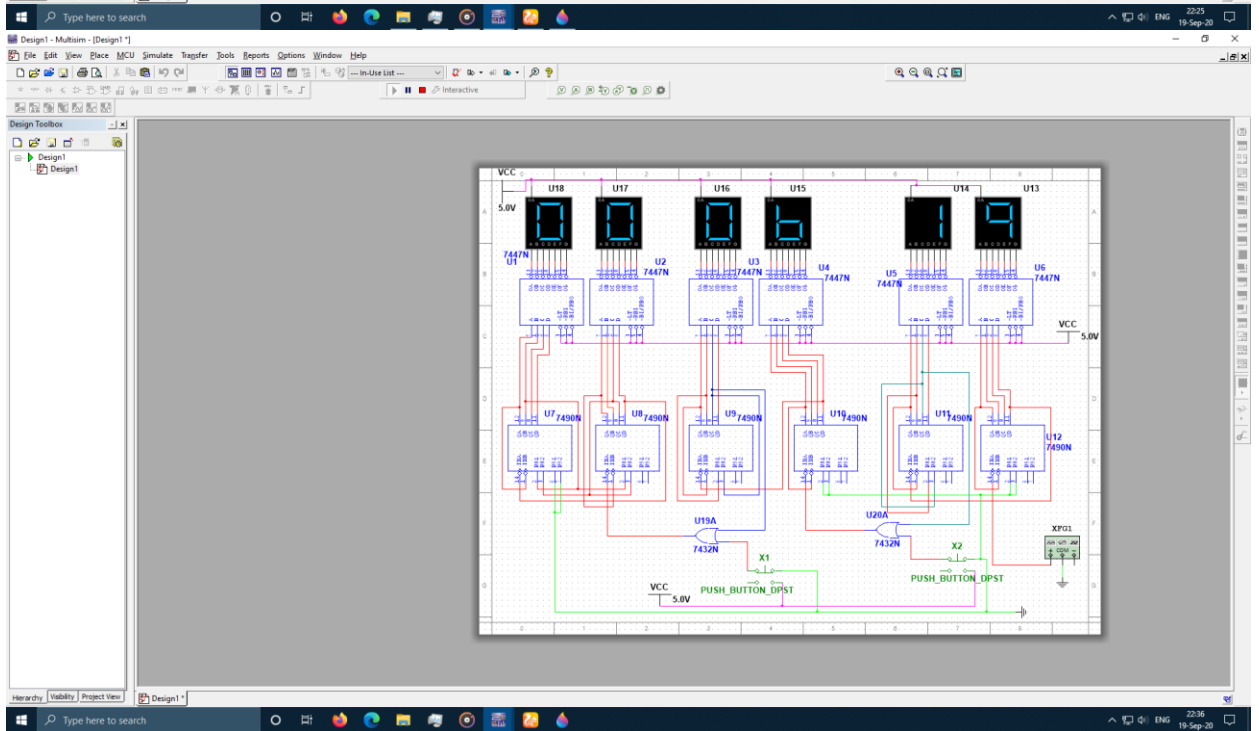 Type here to search
ENG
22:25
19-Sep-20
Design1 - Multisim - [Design1 *]
File Edit View Place MCU Simulate Transfer Tools Reports Options Window Help
--- In-Use List ---
Interactive
Design Toolbox
Design1
Design1
VCC
5.0V
U18 U17 U16 U15 U14 U13
A B C D E F G
7447N
U1
U2
7447N
U3
7447N
U4
7447N
U5
7447N
U6
7447N
VCC
5.0V
U7
7490N
U8
7490N
U9
7490N
U10
7490N
U11
7490N
U12
7490N
U19A
7432N
U20A
7432N
XFG1
COM
X1
PUSH_BUTTON_DPST
X2
PUSH_BUTTON_DPST
VCC
5.0V
Hierarchy Visibility Project View
Design1 *
Type here to search
ENG
22:36
19-Sep-20